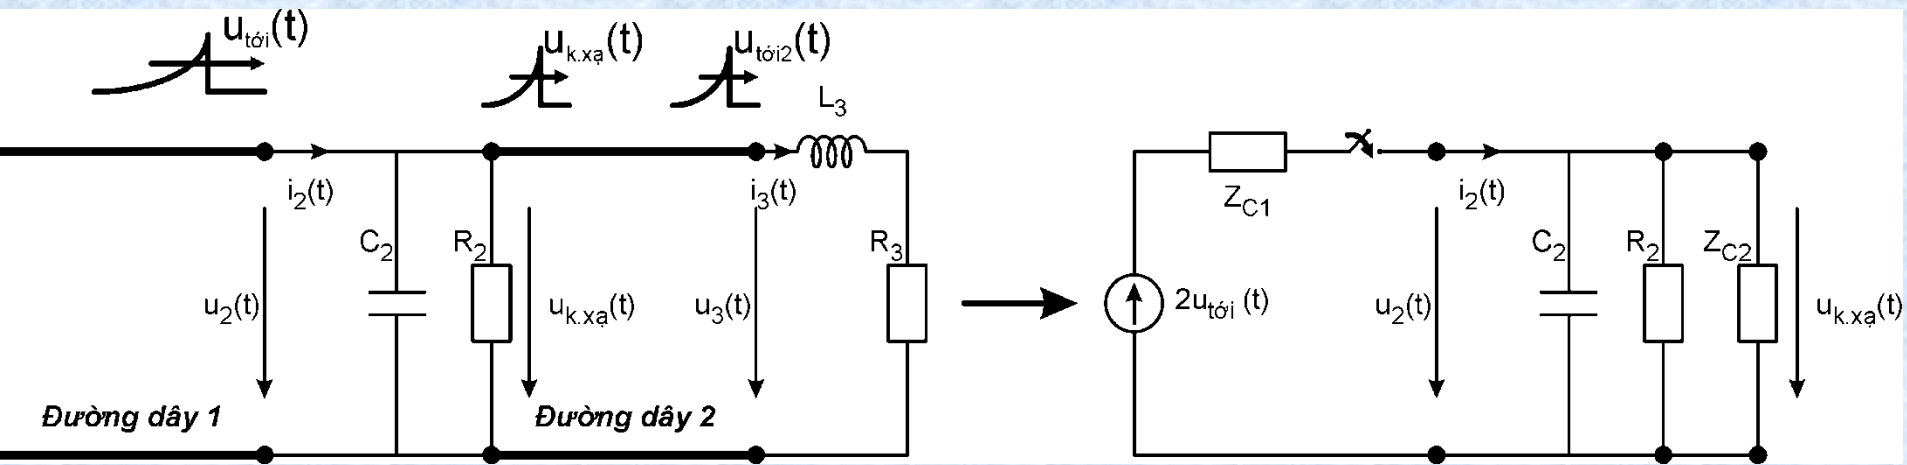 u_tới(t)
u_k.xạ(t)
u_tới2(t)
L_3
i_2(t)
i_3(t)
Z_C1
i_2(t)
C_2
R_2
R_3
C_2
R_2
Z_C2
u_2(t)
u_k.xạ(t)
u_3(t)
2u_tới (t)
u_2(t)
u_k.xạ(t)
Đường dây 1
Đường dây 2